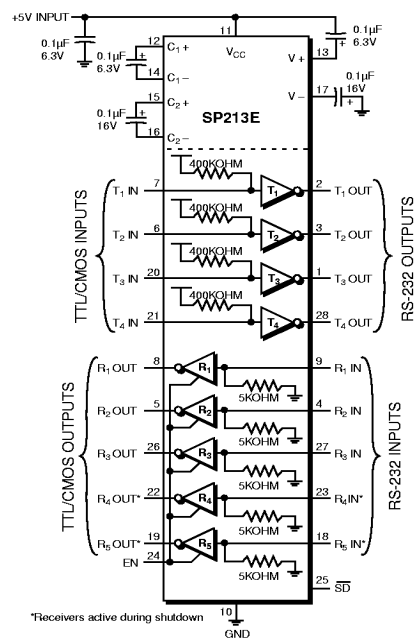 +5V INPUT
0.1µF
6.3V
0.1µF
6.3V
0.1µF
16V
12
C1+
14
C1–
15
C2+
16
C2–
11
VCC
V+
13
0.1µF
6.3V
V–
17
0.1µF
16V
SP213E
TTL/CMOS INPUTS
T1 IN
7
400KOHM
T1
2
T1 OUT
T2 IN
6
400KOHM
T2
3
T2 OUT
T3 IN
20
400KOHM
T3
1
T3 OUT
T4 IN
21
400KOHM
T4
28
T4 OUT
RS-232 OUTPUTS
TTL/CMOS OUTPUTS
R1 OUT
8
R1
9
R1 IN
5KOHM
R2 OUT
5
R2
4
R2 IN
5KOHM
R3 OUT
26
R3
27
R3 IN
5KOHM
R4 OUT*
22
R4
23
R4IN*
5KOHM
R5 OUT*
19
R5
18
R5 IN*
5KOHM
RS-232 INPUTS
EN
24
25
SD
*Receivers active during shutdown
10
GND